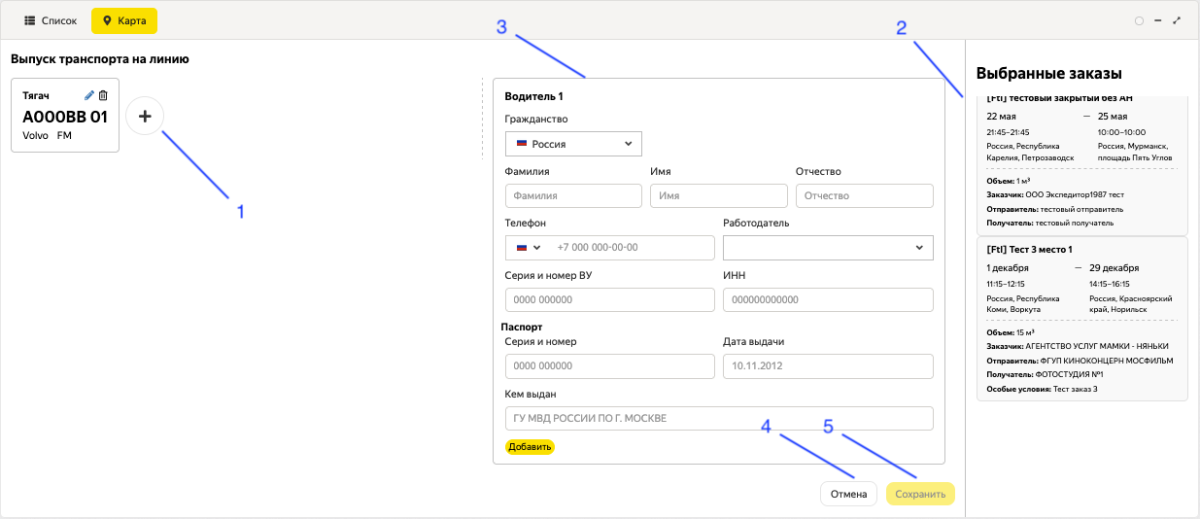 Список
Карта
Выпуск транспорта на линию
Тягач
А000ВВ 01
Volvo FM
1
3
Водитель 1
Гражданство
Россия
Фамилия Имя Отчество
Фамилия Имя Отчество
Телефон Работодатель
+7 000 000-00-00
Серия и номер ВУ ИНН
0000 000000 000000000000
Паспорт
Серия и номер Дата выдачи
0000 000000 10.11.2012
Кем выдан
ГУ МВД РОССИИ ПО Г. МОСКВЕ
Добавить
4
5
Отмена
Сохранить
2
Выбранные заказы
[Ftl] тестовый закрытый без АН
22 мая — 25 мая
21:45–21:45 10:00–10:00
Россия, Республика Россия, Мурманск,
Карелия, Петрозаводск площадь Пять Углов
Объем: 1 м³
Заказчик: ООО Экспедитор1987 тест
Отправитель: тестовый отправитель
Получатель: тестовый получатель
[Ftl] Тест 3 место 1
1 декабря — 29 декабря
11:15–12:15 14:15–16:15
Россия, Республика Россия, Красноярский
Коми, Воркута край, Норильск
Объем: 15 м³
Заказчик: АГЕНТСТВО УСЛУГ МАМКИ - НЯНЬКИ
Отправитель: ФГУП КИНОКОНЦЕРН МОСФИЛЬМ
Получатель: ФОТОСТУДИЯ №1
Особые условия: Тест заказ 3